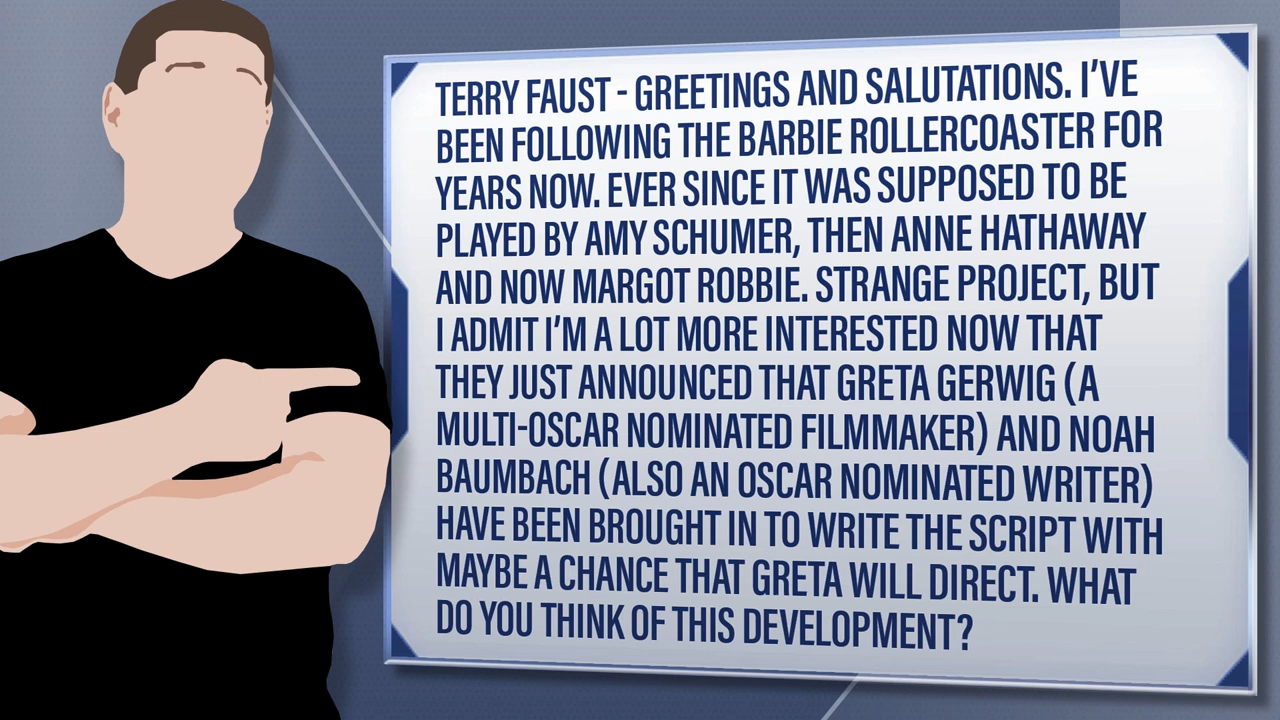 TERRY FAUST - GREETINGS AND SALUTATIONS. I'VE
BEEN FOLLOWING THE BARBIE ROLLERCOASTER FOR
YEARS NOW. EVER SINCE IT WAS SUPPOSED TO BE
PLAYED BY AMY SCHUMER, THEN ANNE HATHAWAY
AND NOW MARGOT ROBBIE. STRANGE PROJECT, BUT
I ADMIT I'M A LOT MORE INTERESTED NOW THAT
THEY JUST ANNOUNCED THAT GRETA GERWIG (A
MULTI-OSCAR NOMINATED FILMMAKER) AND NOAH
BAUMBACH (ALSO AN OSCAR NOMINATED WRITER)
HAVE BEEN BROUGHT IN TO WRITE THE SCRIPT WITH
MAYBE A CHANCE THAT GRETA WILL DIRECT. WHAT
DO YOU THINK OF THIS DEVELOPMENT?